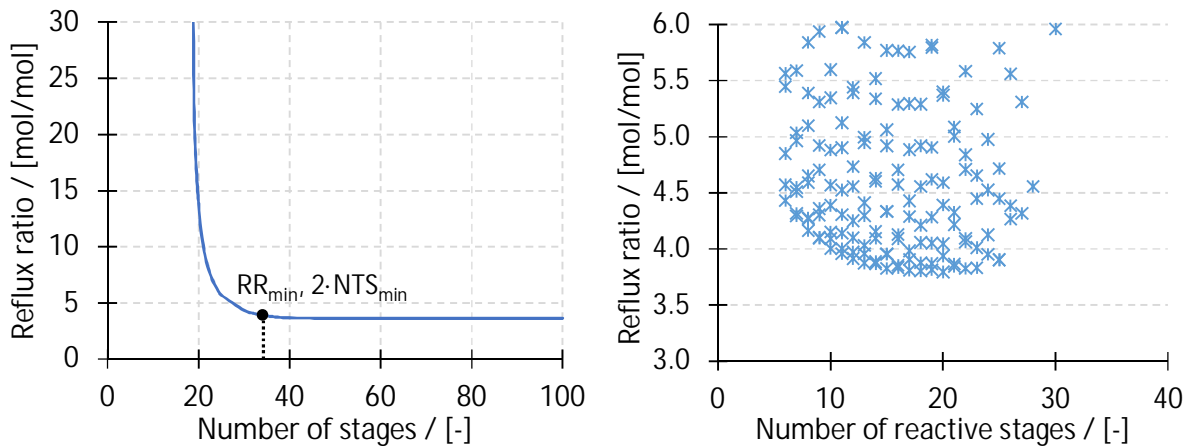 Reflux ratio / [mol/mol]
30
25
20
15
10
5
0
RRmin, 2·NTSmin
0 20 40 60 80 100
Number of stages / [-]
Reflux ratio / [mol/mol]
6.0
5.5
5.0
4.5
4.0
3.5
3.0
0 10 20 30 40
Number of reactive stages / [-]